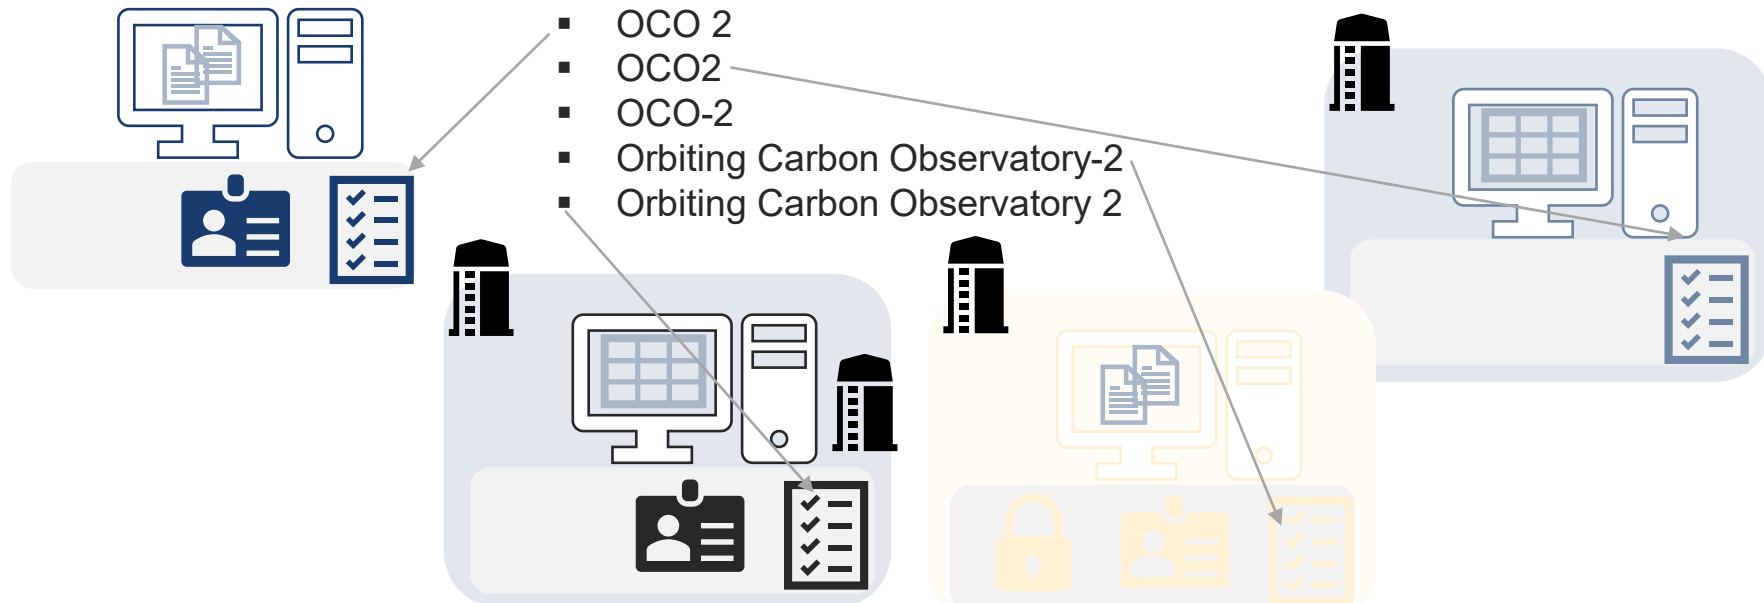 ▪ OCO 2
▪ OCO2
▪ OCO-2
▪ Orbiting Carbon Observatory-2
▪ Orbiting Carbon Observatory 2